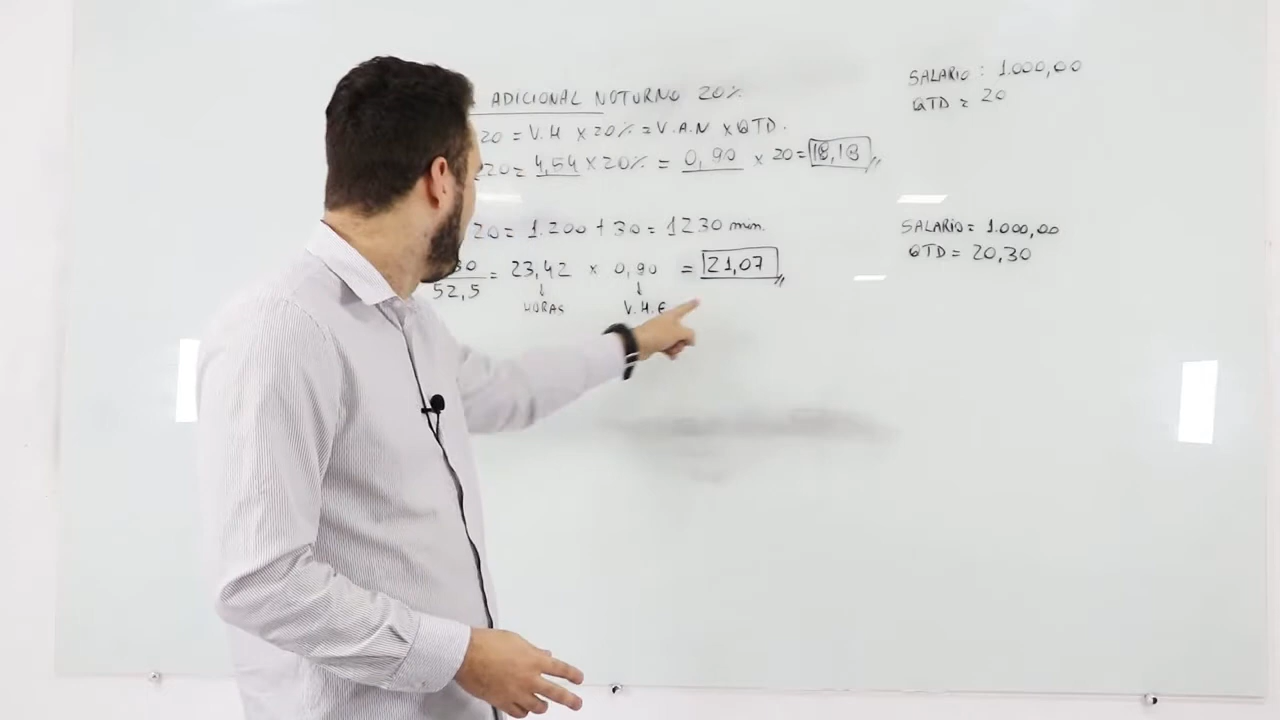 ADICIONAL NOTURNO 20%
20 = V.H x 20% = V.A.N x QTD.
220= 4,54 x 20% = 0,90 x 20= 18,18
20= 1.200 + 30 = 1230 min.
30
52,5 = 23,42 x 0,90 = 21,07
HORAS V.H.E
SALARIO : 1.000,00
QTD = 20
SALARIO = 1.000,00
QTD = 20,30